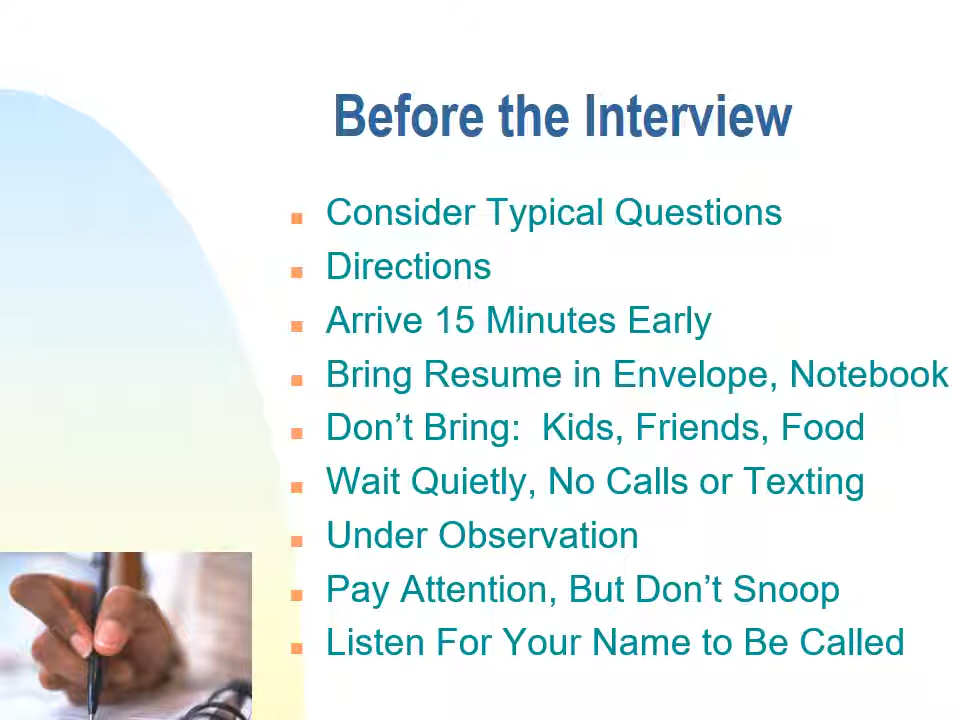 Before the Interview
Consider Typical Questions
Directions
Arrive 15 Minutes Early
Bring Resume in Envelope, Notebook
Don’t Bring:  Kids, Friends, Food
Wait Quietly, No Calls or Texting
Under Observation
Pay Attention, But Don’t Snoop
Listen For Your Name to Be Called